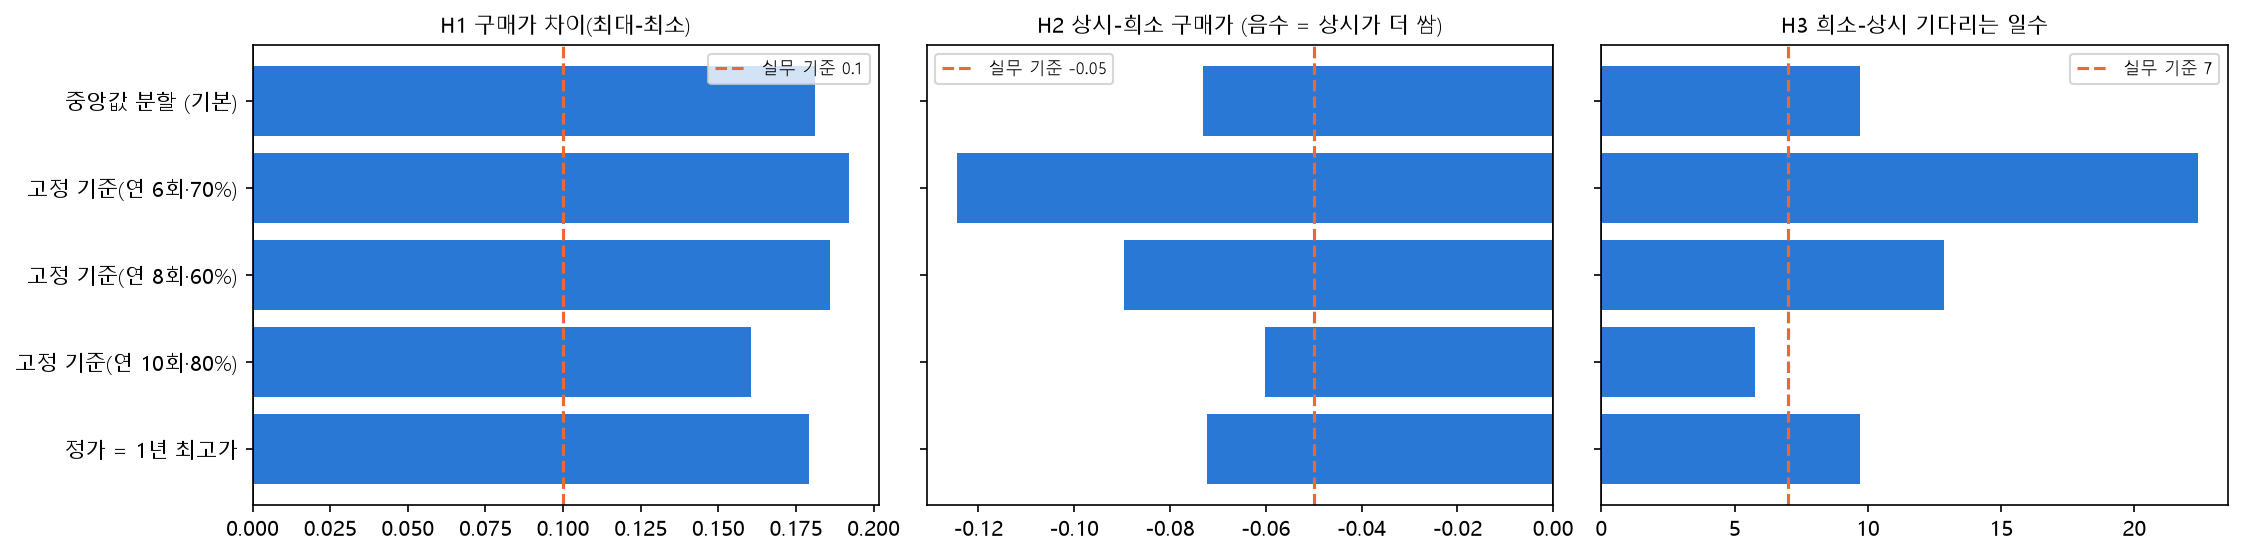 H1 구매가 차이(최대-최소)
실무 기준 0.1
중앙값 분할 (기본)
고정 기준(연 6회·70%)
고정 기준(연 8회·60%)
고정 기준(연 10회·80%)
정가 = 1년 최고가
0.000 0.025 0.050 0.075 0.100 0.125 0.150 0.175 0.200
H2 상시-희소 구매가 (음수 = 상시가 더 쌈)
실무 기준 -0.05
-0.12 -0.10 -0.08 -0.06 -0.04 -0.02 0.00
H3 희소-상시 기다리는 일수
실무 기준 7
0 5 10 15 20